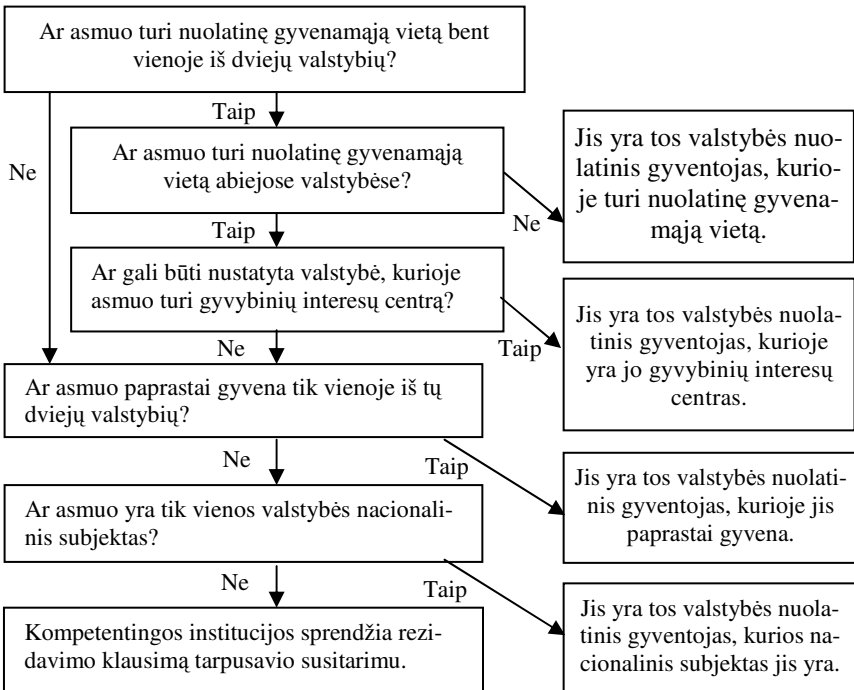 Ar asmuo turi nuolatinę gyvenamąją vietą bent
vienoje iš dviejų valstybių?
Taip
Ne
Ar asmuo turi nuolatinę gyvenamąją
vietą abiejose valstybėse?
Ne
Jis yra tos valstybės nuo-
latinis gyventojas, kurio-
je turi nuolatinę gyvena-
mąją vietą.
Taip
Ar gali būti nustatyta valstybė, kurioje
asmuo turi gyvybinių interesų centrą?
Taip
Jis yra tos valstybės nuola-
tinis gyventojas, kurioje
yra jo gyvybinių interesų
centras.
Ne
Ar asmuo paprastai gyvena tik vienoje iš tų
dviejų valstybių?
Taip
Jis yra tos valstybės nuolati-
nis gyventojas, kurioje jis
paprastai gyvena.
Ne
Ar asmuo yra tik vienos valstybės nacionali-
nis subjektas?
Taip
Jis yra tos valstybės nuola-
tinis gyventojas, kurios na-
cionalinis subjektas jis yra.
Ne
Kompetentingos institucijos sprendžia rezi-
davimo klausimą tarpusavio susitarimu.